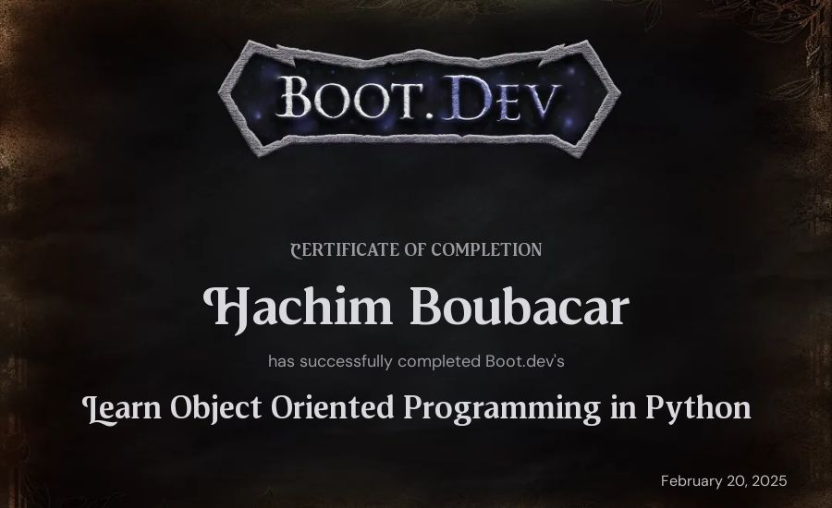 BOOT.DEV
CERTIFICATE OF COMPLETION
Hachim Boubacar
has successfully completed Boot.dev's
Learn Object Oriented Programming in Python
February 20, 2025